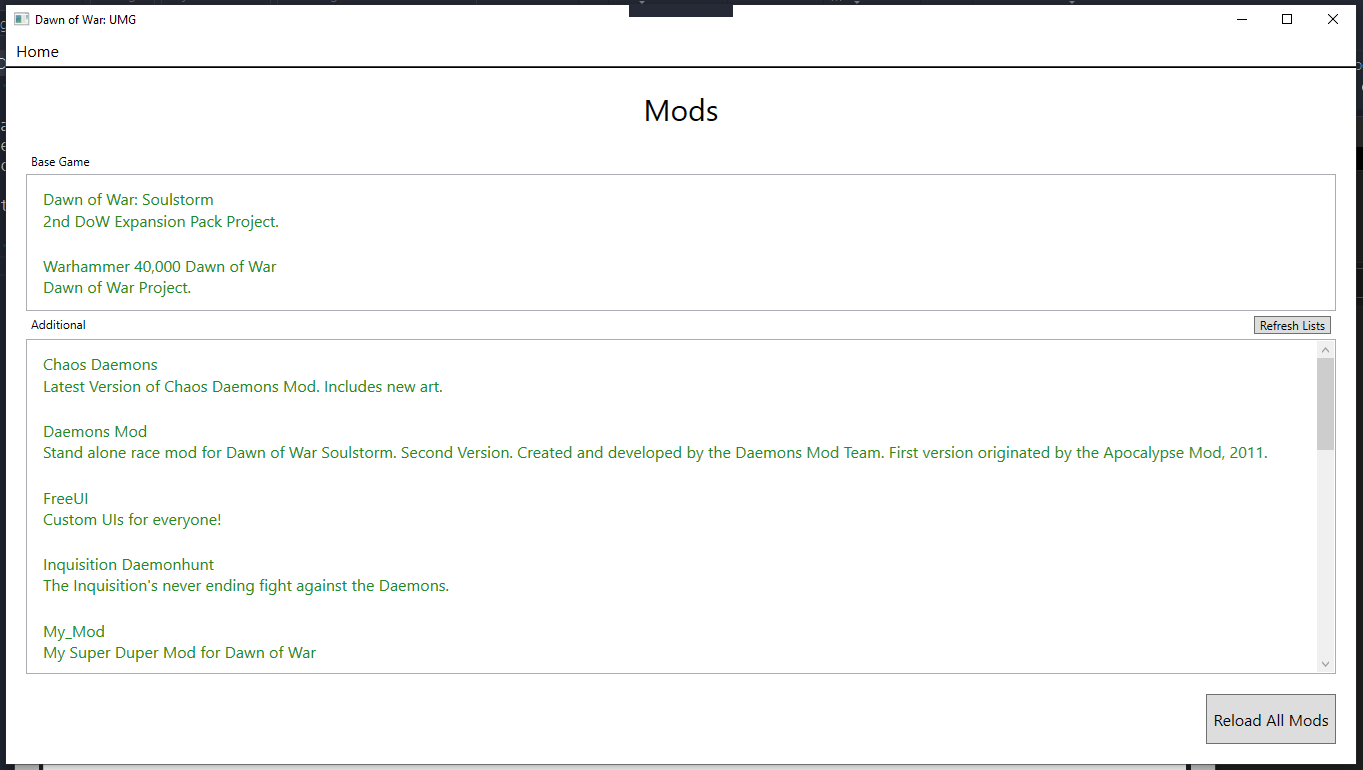 Dawn of War: UMG
Home
Mods
Base Game
Dawn of War: Soulstorm
2nd DoW Expansion Pack Project.
Warhammer 40,000 Dawn of War
Dawn of War Project.
Additional
Refresh Lists
Chaos Daemons
Latest Version of Chaos Daemons Mod. Includes new art.
Daemons Mod
Stand alone race mod for Dawn of War Soulstorm. Second Version. Created and developed by the Daemons Mod Team. First version originated by the Apocalypse Mod, 2011.
FreeUI
Custom UIs for everyone!
Inquisition Daemonhunt
The Inquisition's never ending fight against the Daemons.
My_Mod
My Super Duper Mod for Dawn of War
Reload All Mods